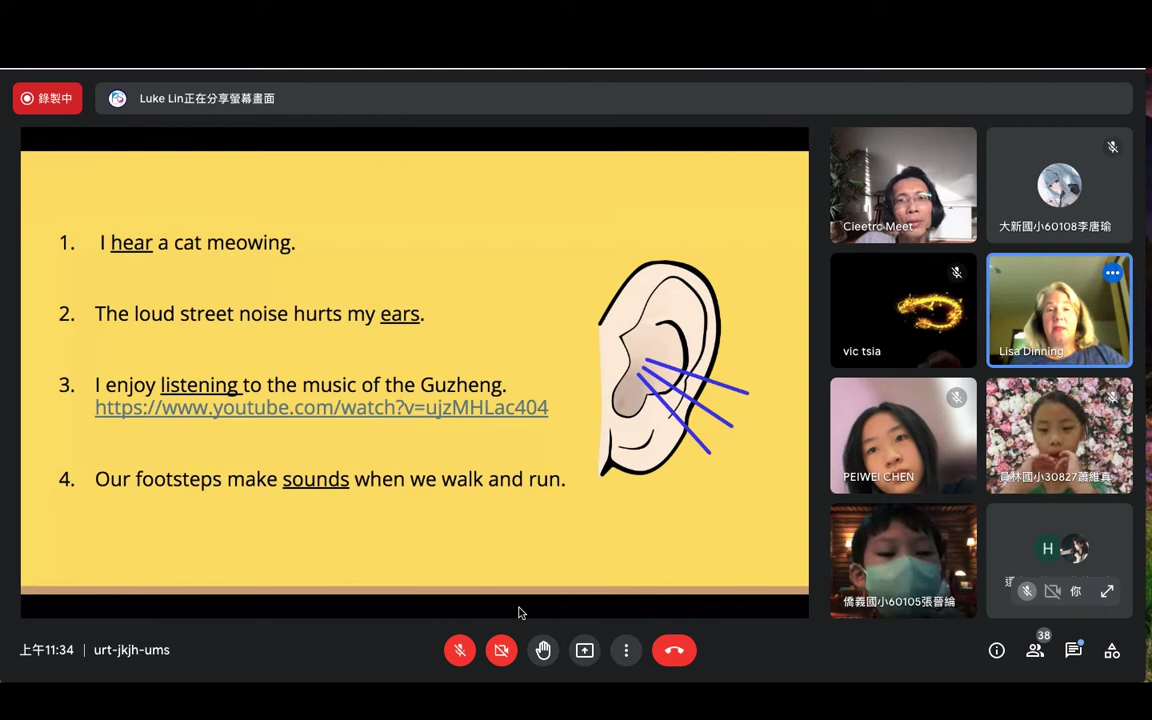 錄製中
Luke Lin正在分享螢幕畫面
1. I hear a cat meowing.
2. The loud street noise hurts my ears.
3. I enjoy listening to the music of the Guzheng.
https://www.youtube.com/watch?v=ujzMHLac404
4. Our footsteps make sounds when we walk and run.
Cieetrc Meet
大新國小60108李唐瑜
vic tsia
Lisa Dinning
PEIWEI CHEN
員林國小30827蕭維真
僑義國小60105張晉綸
H
你
上午11:34 | urt-jkjh-ums
38